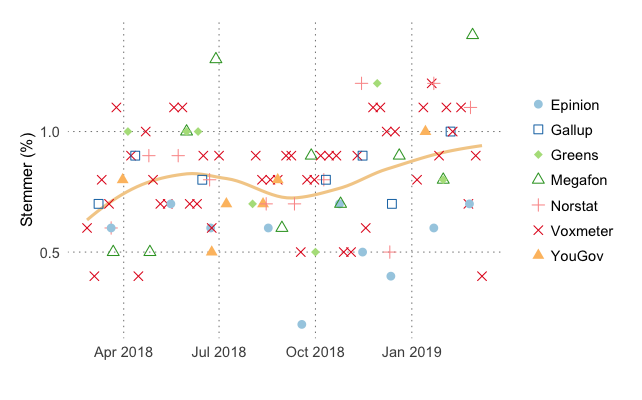 Stemmer (%)
1.0
0.5
Apr 2018
Jul 2018
Oct 2018
Jan 2019
Epinion
Gallup
Greens
Megafon
Norstat
Voxmeter
YouGov